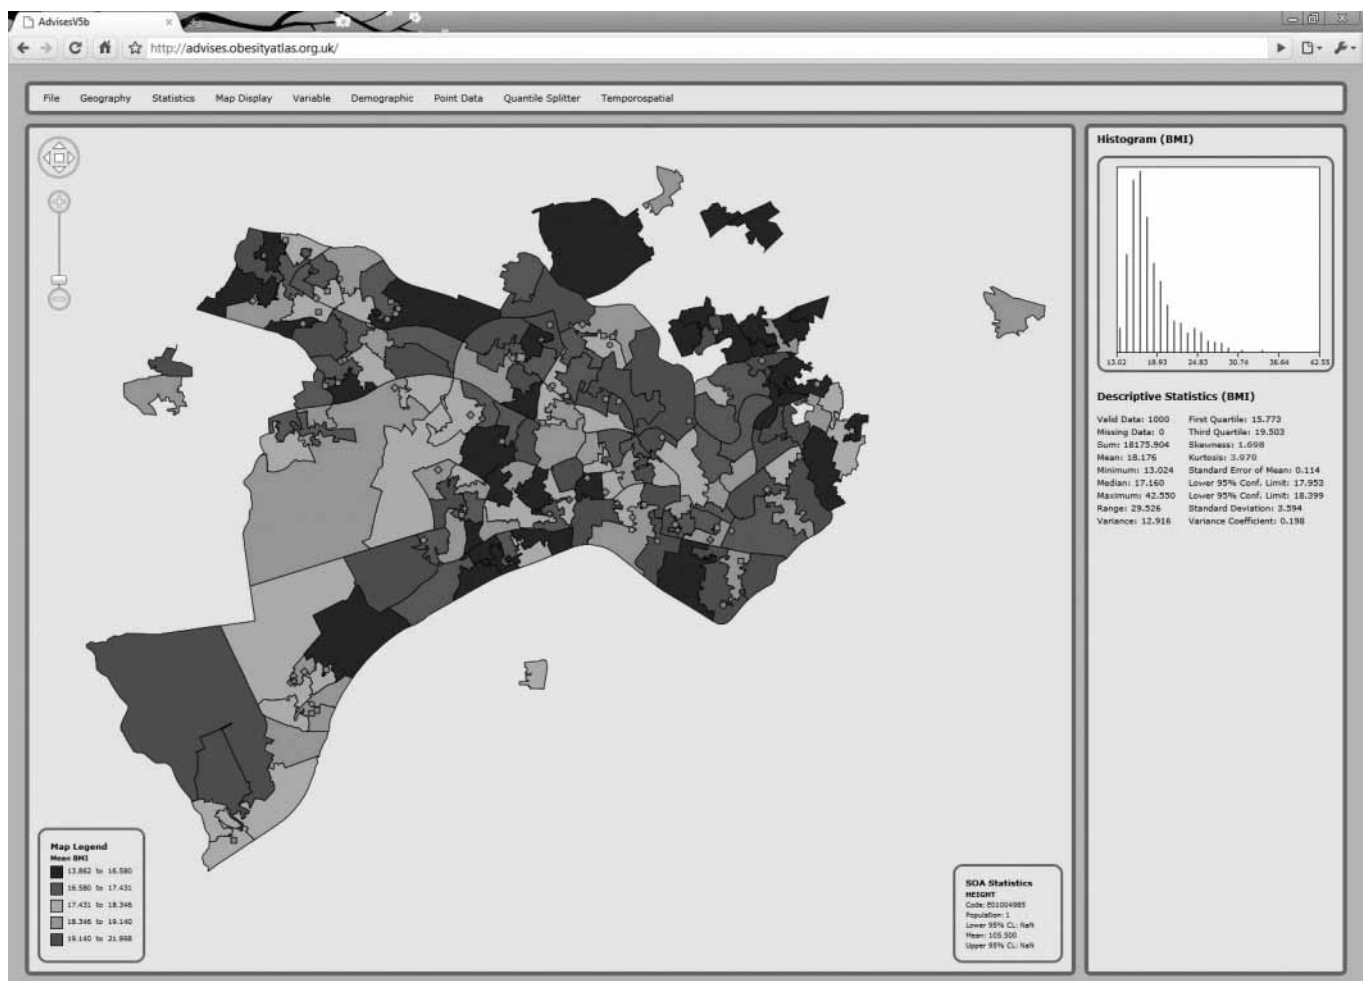 AdvisesV5b
http://advises.obesityatlas.org.uk/
File Geography Statistics Map Display Variable Demographic Point Data Quantile Splitter Temporospatial
Histogram (BMI)
13.02 18.93 24.83 30.74 36.64 42.55
Descriptive Statistics (BMI)
Valid Data: 1000 First Quartile: 15.773
Missing Data: 0 Third Quartile: 19.503
Sum: 18175.904 Skewness: 1.698
Mean: 18.176 Kurtosis: 3.970
Minimum: 13.024 Standard Error of Mean: 0.114
Median: 17.160 Lower 95% Conf. Limit: 17.953
Maximum: 42.550 Lower 95% Conf. Limit: 18.399
Range: 29.526 Standard Deviation: 3.594
Variance: 12.916 Variance Coefficient: 0.198
Map Legend
Mean BMI
13.862 to 16.580
16.580 to 17.431
17.431 to 18.346
18.346 to 19.140
19.140 to 21.998
SOA Statistics
HEIGHT
Code: E01004985
Population: 1
Lower 95% CL: NaN
Mean: 105.500
Upper 95% CL: NaN